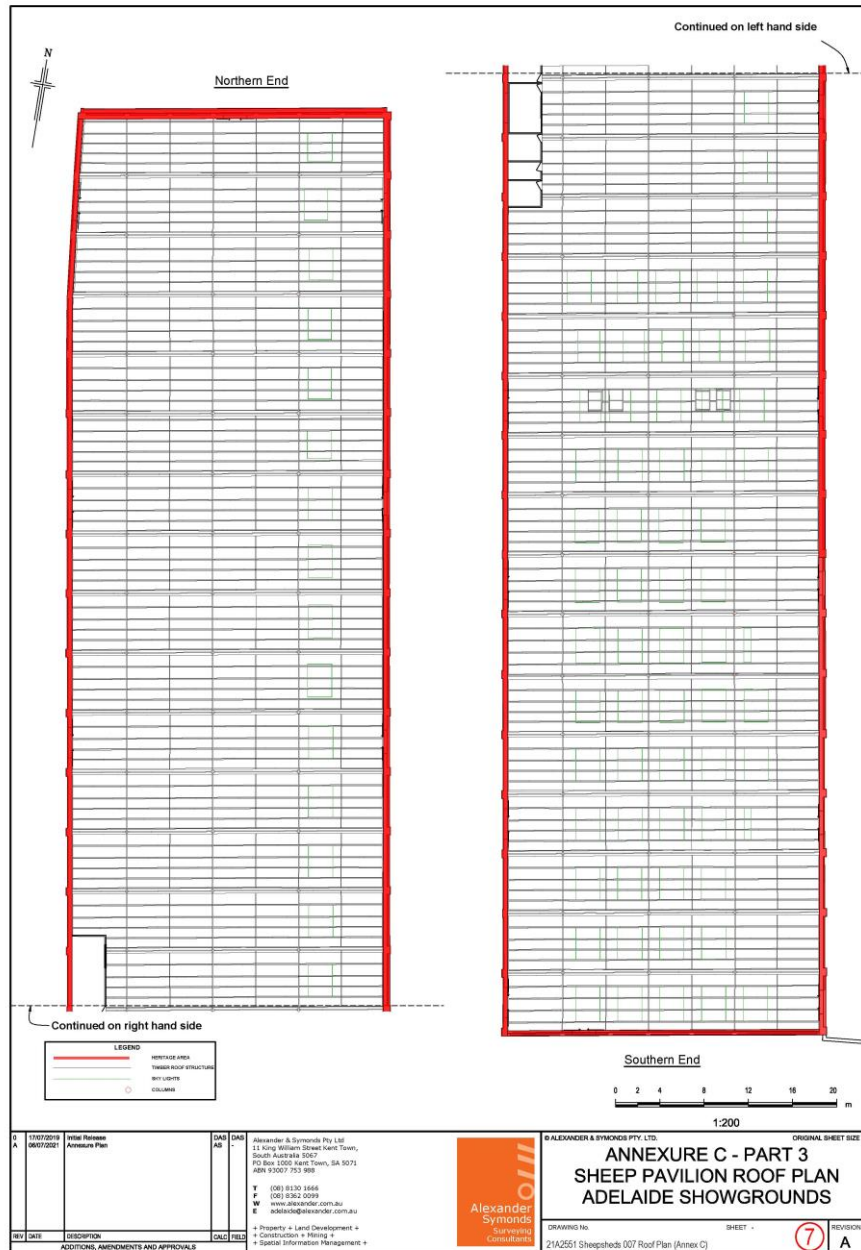 Continued on left hand side
N
Northern End
Continued on right hand side
LEGEND
HERITAGE AREA
TIMBER ROOF STRUCTURE
SKY LIGHTS
COLUMNS
Southern End
0 2 4 8 12 16 20 m
1:200
0 17/07/2019 Initial Release DAS DAS
A 06/07/2021 Annexure Plan AS -
REV DATE DESCRIPTION CALC FIELD
ADDITIONS, AMENDMENTS AND APPROVALS
Alexander & Symonds Pty Ltd
11 King William Street Kent Town,
South Australia 5067
PO Box 1000 Kent Town, SA 5071
ABN 93007 753 988
T (08) 8130 1666
F (08) 8362 0099
W www.alexander.com.au
E adelaide@alexander.com.au
+ Property + Land Development +
+ Construction + Mining +
+ Spatial Information Management +
Alexander
Symonds
Surveying
Consultants
© ALEXANDER & SYMONDS PTY. LTD. ORIGINAL SHEET SIZE
ANNEXURE C - PART 3
SHEEP PAVILION ROOF PLAN
ADELAIDE SHOWGROUNDS
DRAWING No. SHEET - REVISION
21A2551 Sheepsheds 007 Roof Plan (Annex C) 7 A